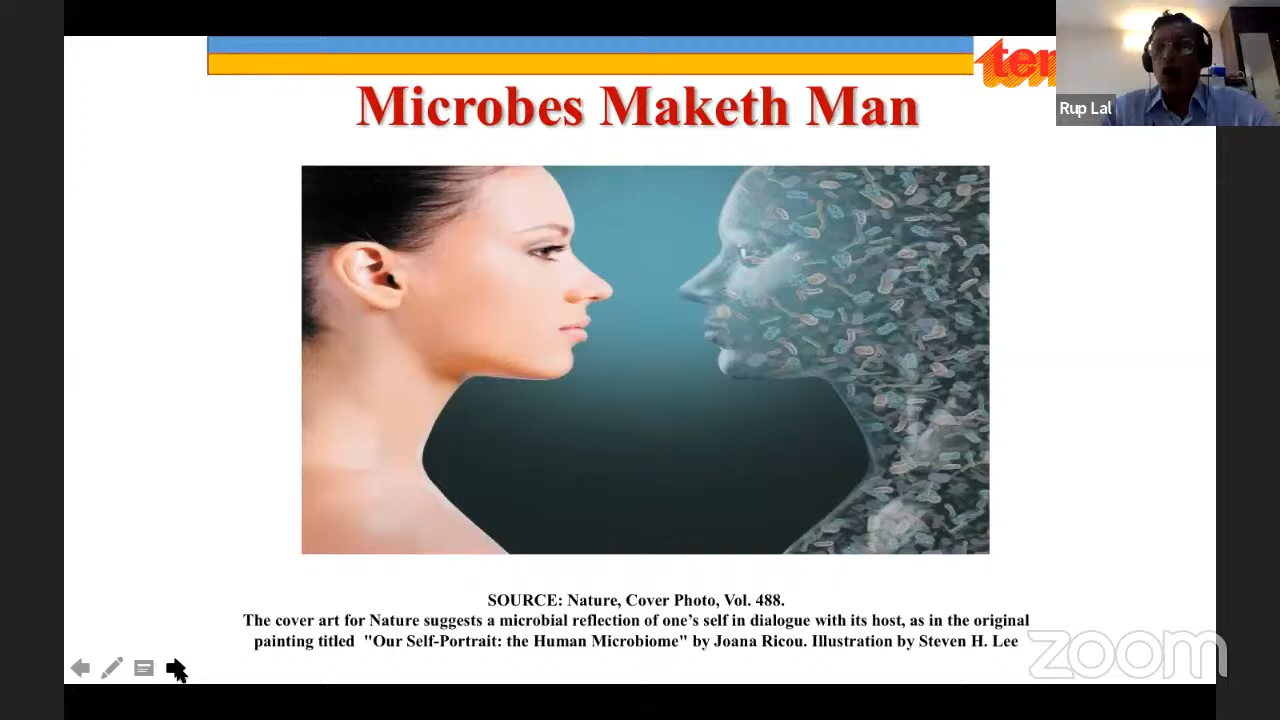 Microbes Maketh Man
Rup Lal
SOURCE: Nature, Cover Photo, Vol. 488.
The cover art for Nature suggests a microbial reflection of one’s self in dialogue with its host, as in the original
painting titled "Our Self-Portrait: the Human Microbiome" by Joana Ricou. Illustration by Steven H. Lee
zoom